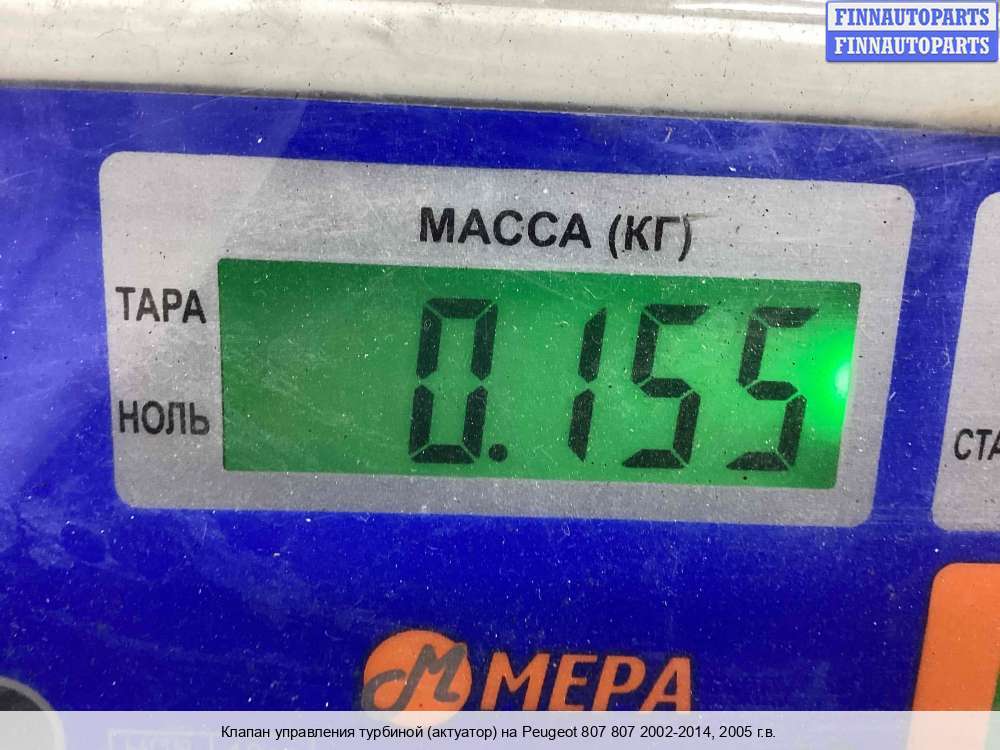 FINNAUTOPARTS
FINNAUTOPARTS
МАССА (КГ)
ТАРА
0.155
НОЛЬ
МЕРА
Клапан управления турбиной (актуатор) на Peugeot 807 807 2002-2014, 2005 г.в.